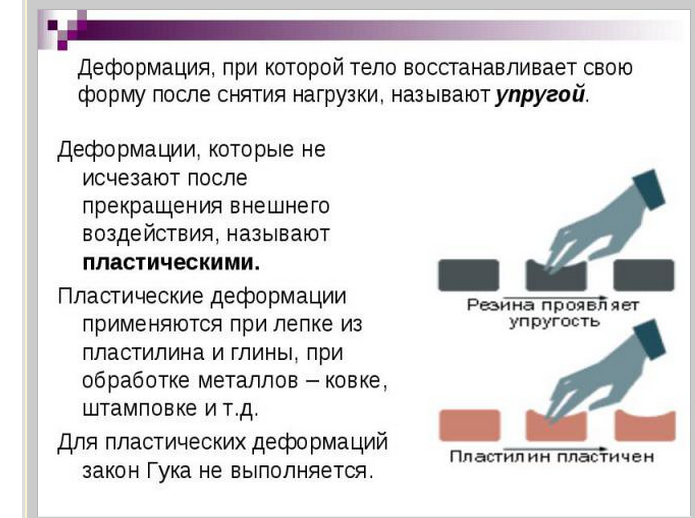 Деформация, при которой тело восстанавливает свою
форму после снятия нагрузки, называют упругой.
Деформации, которые не
исчезают после
прекращения внешнего
воздействия, называют
пластическими.
Пластические деформации
применяются при лепке из
пластилина и глины, при
обработке металлов – ковке,
штамповке и т.д.
Для пластических деформаций
закон Гука не выполняется.
Резина проявляет
упругость
Пластилин пластичен